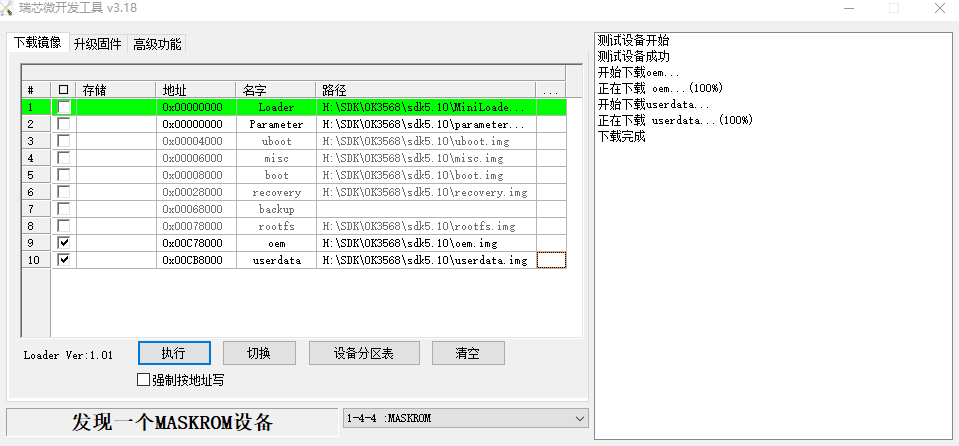 瑞芯微开发工具 v3.18
下载镜像 升级固件 高级功能
# 存储 地址 名字 路径 ...
1 0x00000000 Loader H:\SDK\OK3568\sdk5.10\MiniLoade...
2 0x00000000 Parameter H:\SDK\OK3568\sdk5.10\parameter...
3 0x00004000 uboot H:\SDK\OK3568\sdk5.10\uboot.img
4 0x00006000 misc H:\SDK\OK3568\sdk5.10\misc.img
5 0x00008000 boot H:\SDK\OK3568\sdk5.10\boot.img
6 0x00028000 recovery H:\SDK\OK3568\sdk5.10\recovery.img
7 0x00068000 backup
8 0x00078000 rootfs H:\SDK\OK3568\sdk5.10\rootfs.img
9 0x00C78000 oem H:\SDK\OK3568\sdk5.10\oem.img
10 0x00CB8000 userdata H:\SDK\OK3568\sdk5.10\userdata.img
Loader Ver:1.01 执行 切换 设备分区表 清空
强制按地址写
发现一个MASKROM设备 1-4-4 :MASKROM
测试设备开始
测试设备成功
开始下载oem...
正在下载 oem...(100%)
开始下载userdata...
正在下载 userdata...(100%)
下载完成